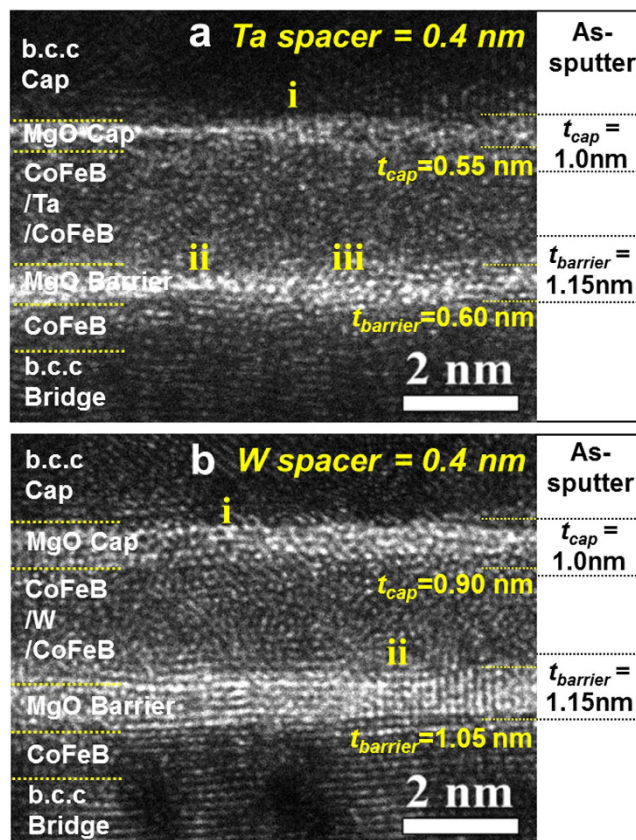 a Ta spacer = 0.4 nm
As-
sputter
b.c.c
Cap
i
MgO Cap
t_cap =
1.0nm
t_cap=0.55 nm
CoFeB
/Ta
/CoFeB
ii iii
t_barrier =
1.15nm
MgO Barrier
CoFeB
t_barrier=0.60 nm
b.c.c
Bridge
2 nm
b W spacer = 0.4 nm
As-
sputter
b.c.c
Cap
i
MgO Cap
t_cap =
1.0nm
t_cap=0.90 nm
CoFeB
/W
/CoFeB
ii
t_barrier =
1.15nm
MgO Barrier
CoFeB
t_barrier=1.05 nm
b.c.c
Bridge
2 nm